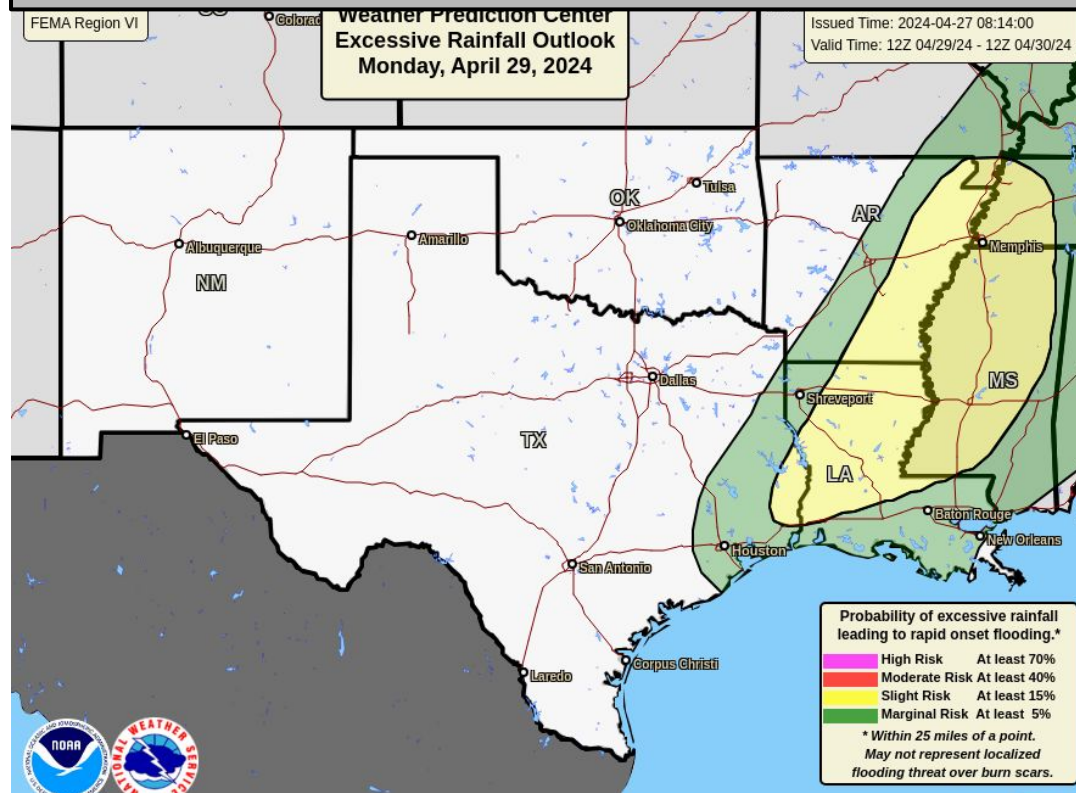 FEMA Region VI
Weather Prediction Center
Excessive Rainfall Outlook
Monday, April 29, 2024
Issued Time: 2024-04-27 08:14:00
Valid Time: 12Z 04/29/24 - 12Z 04/30/24
Tulsa
OK
Oklahoma City
AR
Albuquerque
Amarillo
Memphis
NM
Dallas
MS
Shreveport
El Paso
TX
LA
Baton Rouge
New Orleans
Houston
San Antonio
Corpus Christi
Laredo
Probability of excessive rainfall
leading to rapid onset flooding.*
High Risk At least 70%
Moderate Risk At least 40%
Slight Risk At least 15%
Marginal Risk At least 5%
* Within 25 miles of a point.
May not represent localized
flooding threat over burn scars.
NOAA
NATIONAL WEATHER SERVICE